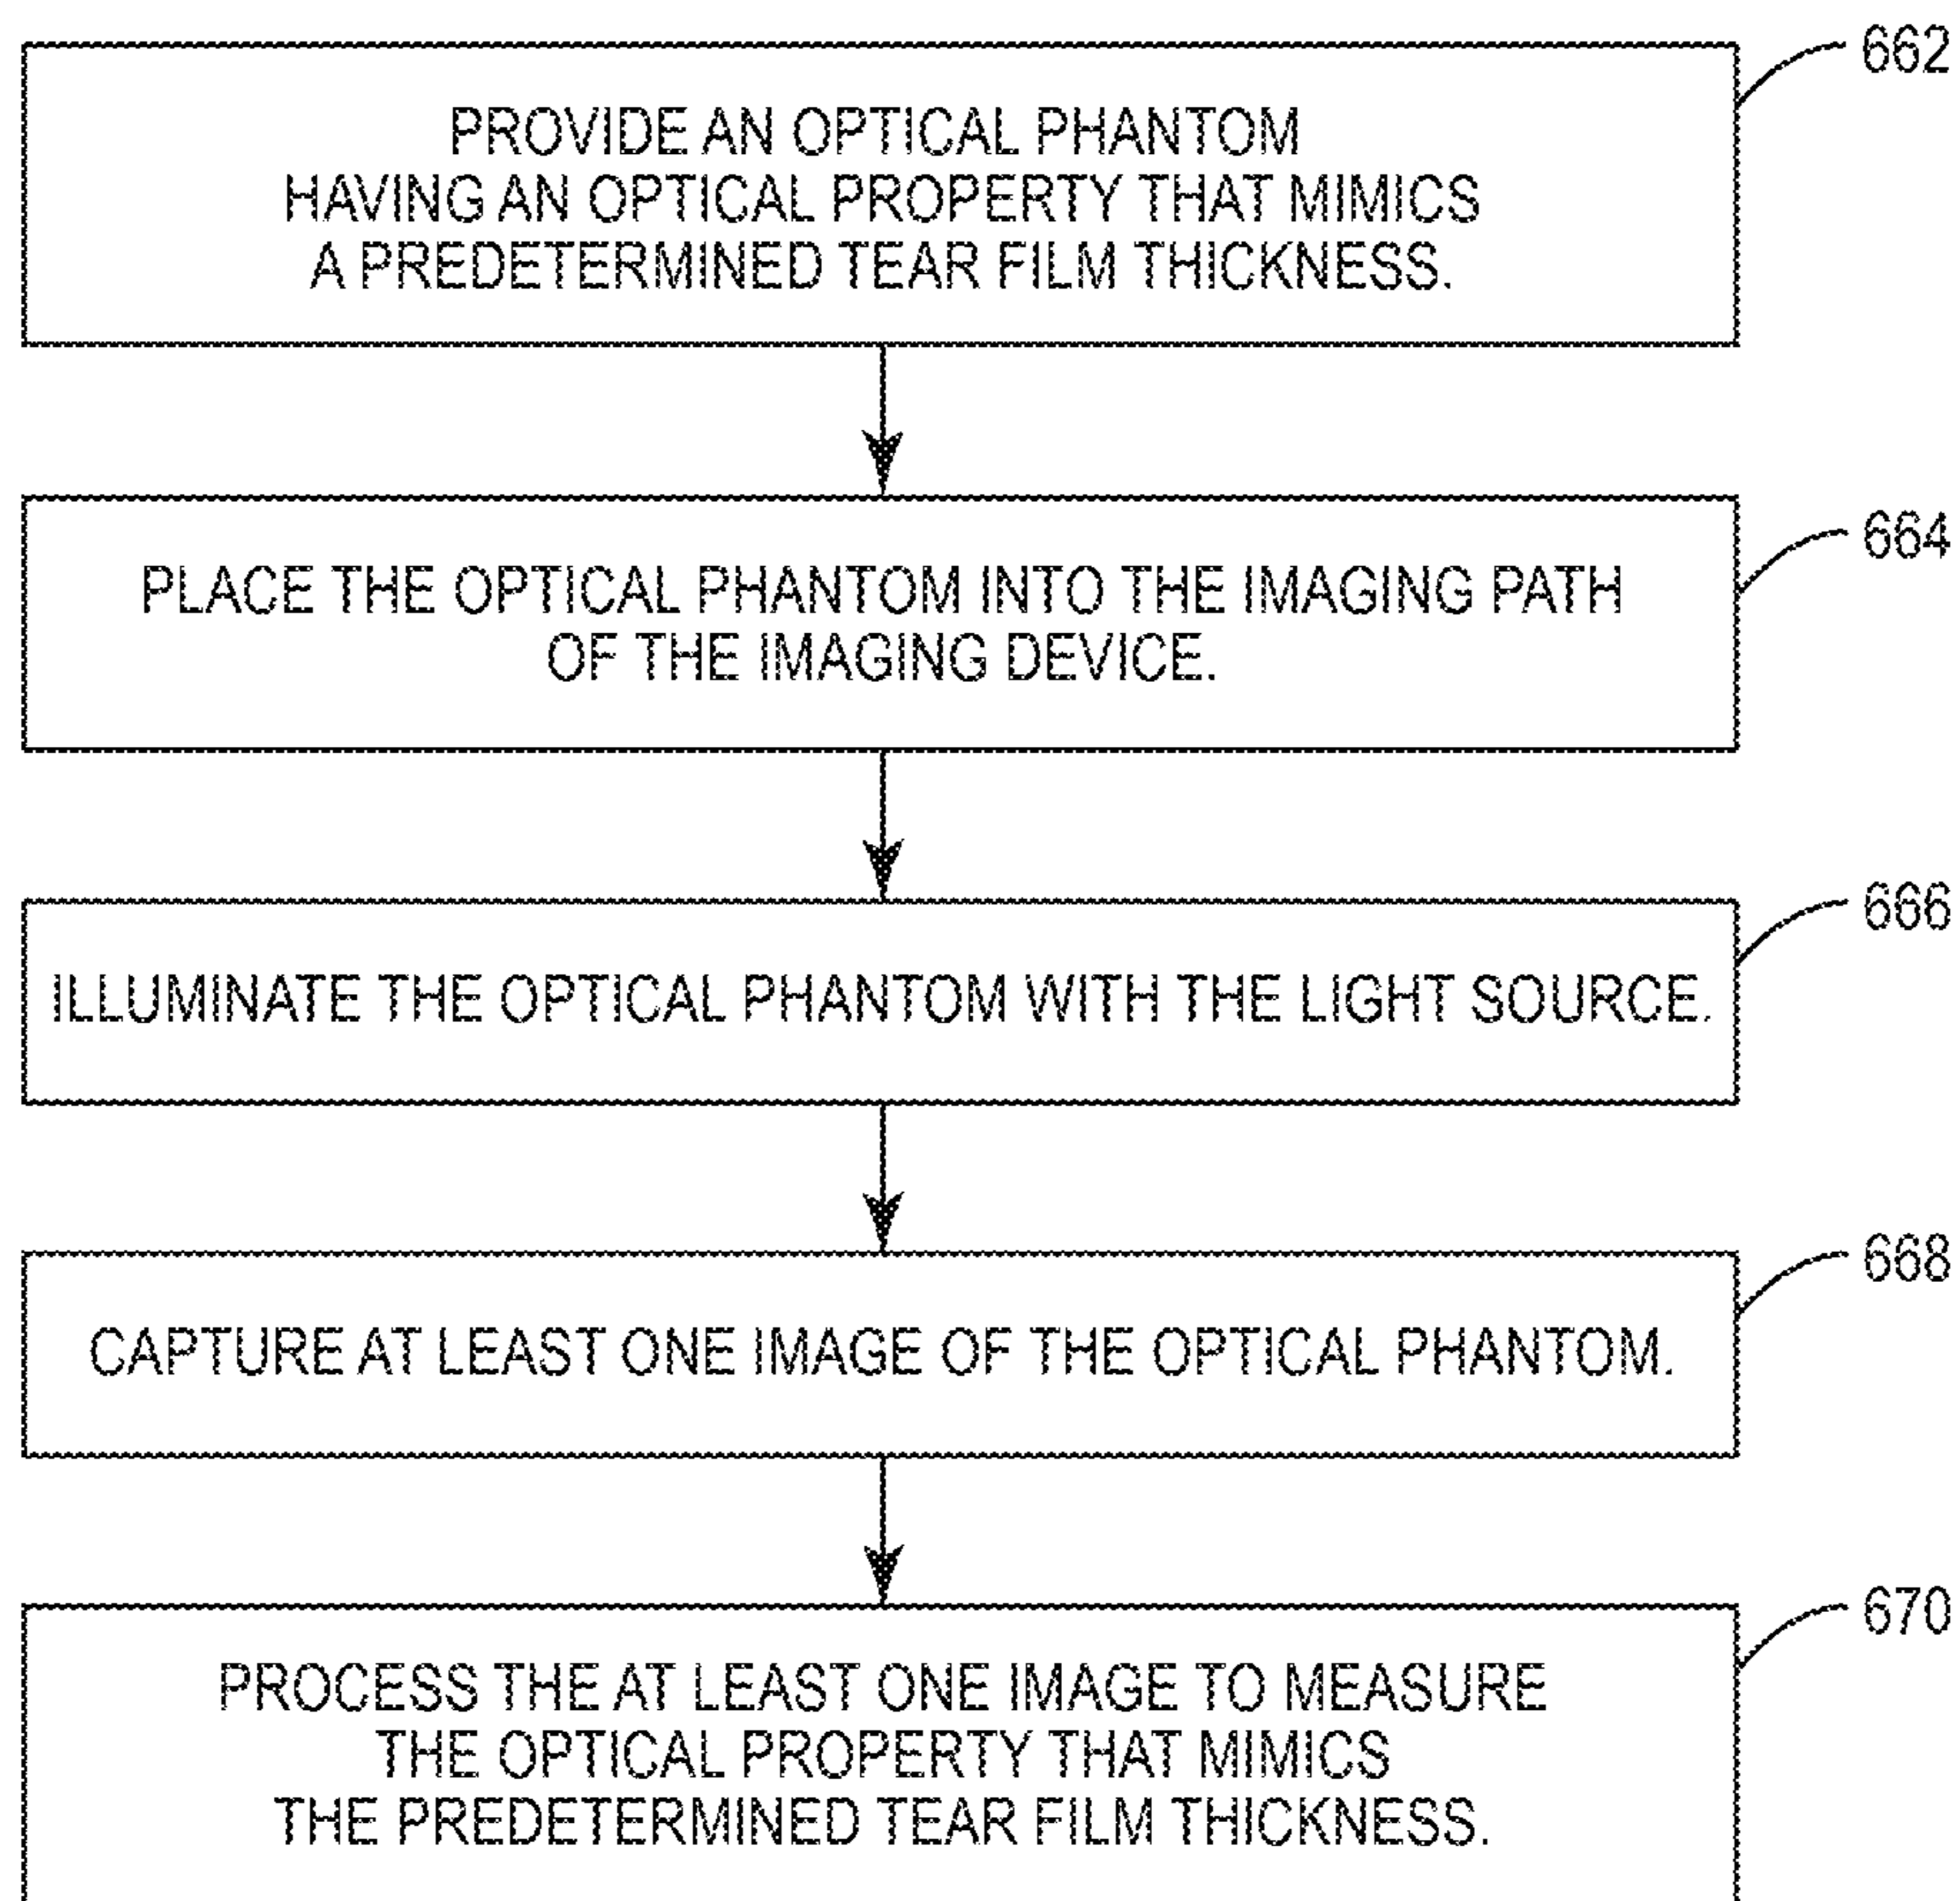 662
PROVIDE AN OPTICAL PHANTOM
HAVING AN OPTICAL PROPERTY THAT MIMICS
A PREDETERMINED TEAR FILM THICKNESS.
664
PLACE THE OPTICAL PHANTOM INTO THE IMAGING PATH
OF THE IMAGING DEVICE.
666
ILLUMINATE THE OPTICAL PHANTOM WITH THE LIGHT SOURCE.
668
CAPTURE AT LEAST ONE IMAGE OF THE OPTICAL PHANTOM.
670
PROCESS THE AT LEAST ONE IMAGE TO MEASURE
THE OPTICAL PROPERTY THAT MIMICS
THE PREDETERMINED TEAR FILM THICKNESS.